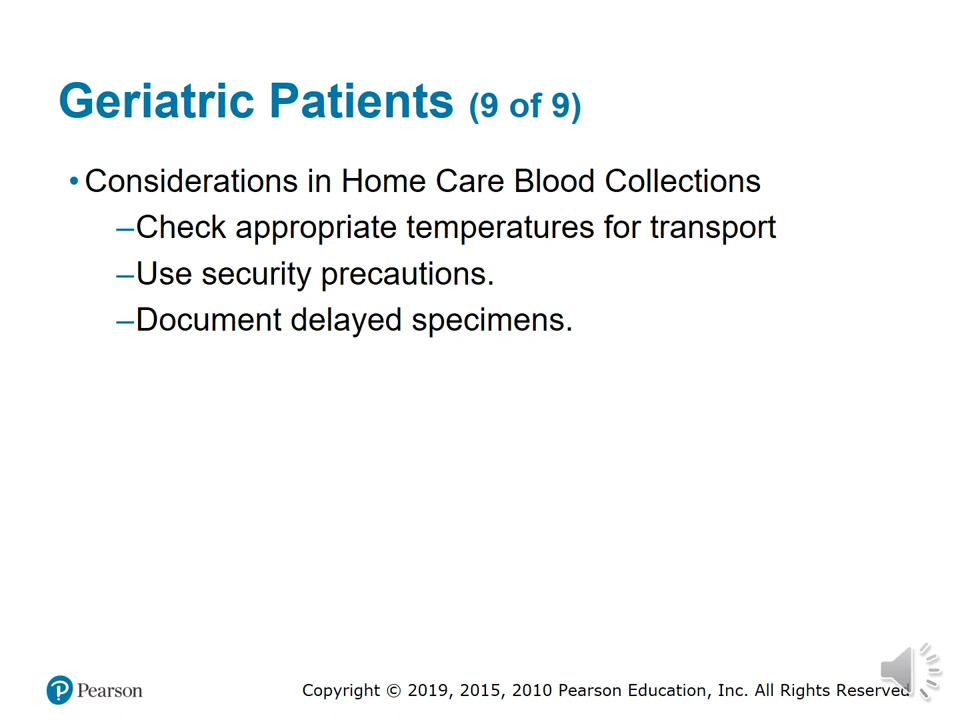 Geriatric Patients (9 of 9)
• Considerations in Home Care Blood Collections
–Check appropriate temperatures for transport
–Use security precautions.
–Document delayed specimens.
Pearson
Copyright © 2019, 2015, 2010 Pearson Education, Inc. All Rights Reserved